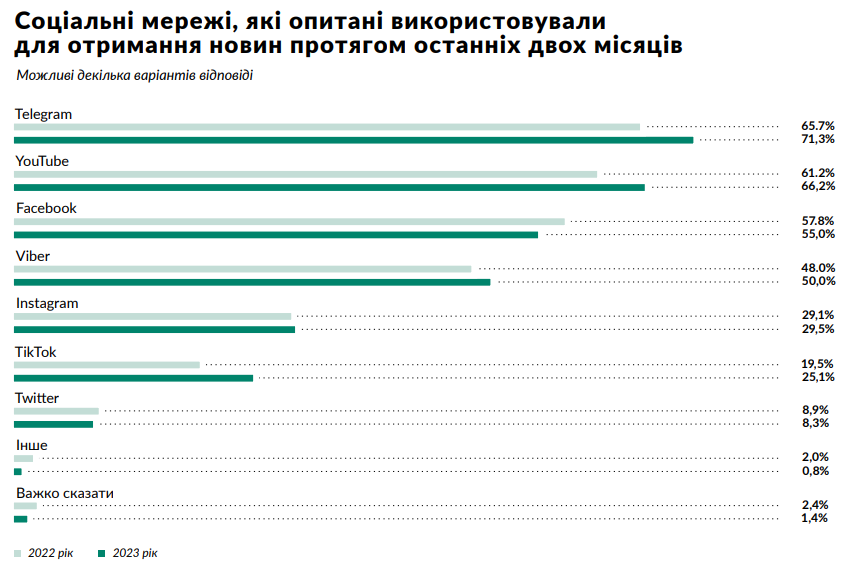 Соціальні мережі, які опитані використовували
для отримання новин протягом останніх двох місяців
Можливі декілька варіантів відповіді
Telegram
65.7%
71,3%
YouTube
61.2%
66,2%
Facebook
57.8%
55,0%
Viber
48.0%
50,0%
Instagram
29,1%
29,5%
TikTok
19,5%
25,1%
Twitter
8,9%
8,3%
Інше
2,0%
0,8%
Важко сказати
2,4%
1,4%
2022 рік 2023 рік